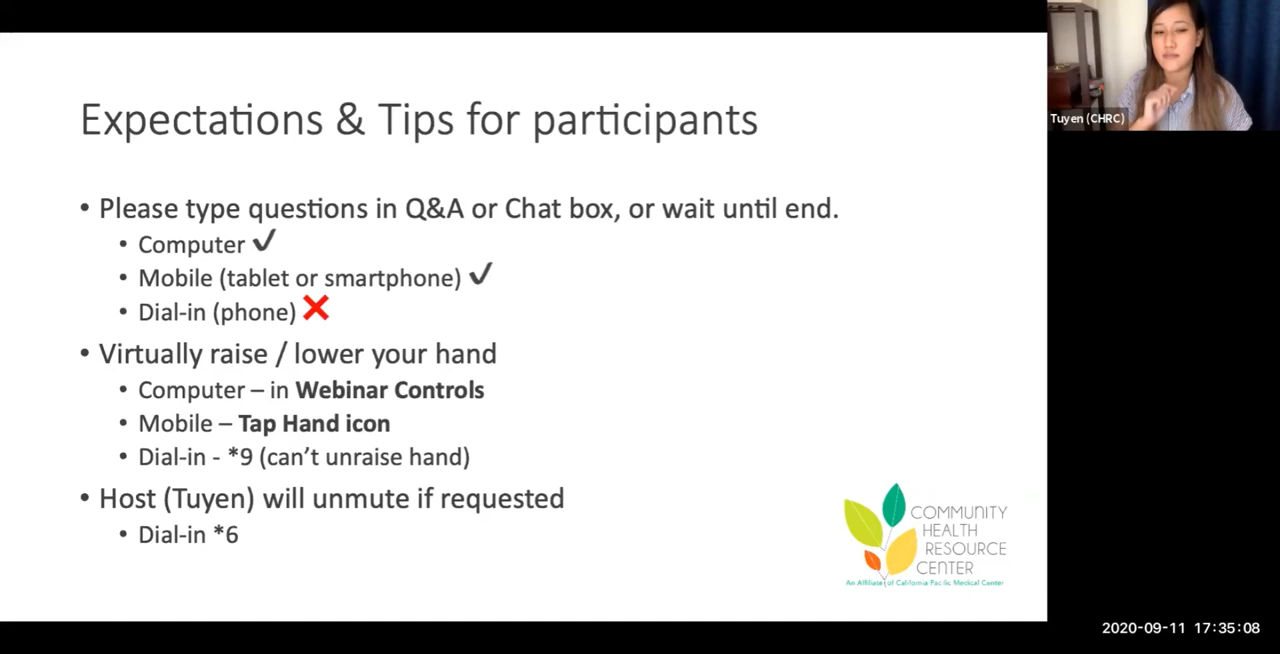 Expectations & Tips for participants
• Please type questions in Q&A or Chat box, or wait until end.
• Computer ✓
• Mobile (tablet or smartphone) ✓
• Dial-in (phone) ❌
• Virtually raise / lower your hand
• Computer – in Webinar Controls
• Mobile – Tap Hand icon
• Dial-in - *9 (can't unraise hand)
• Host (Tuyen) will unmute if requested
• Dial-in *6
COMMUNITY
HEALTH
RESOURCE
CENTER
An Affiliate of California Pacific Medical Center
Tuyen (CHRC)
2020-09-11 17:35:08